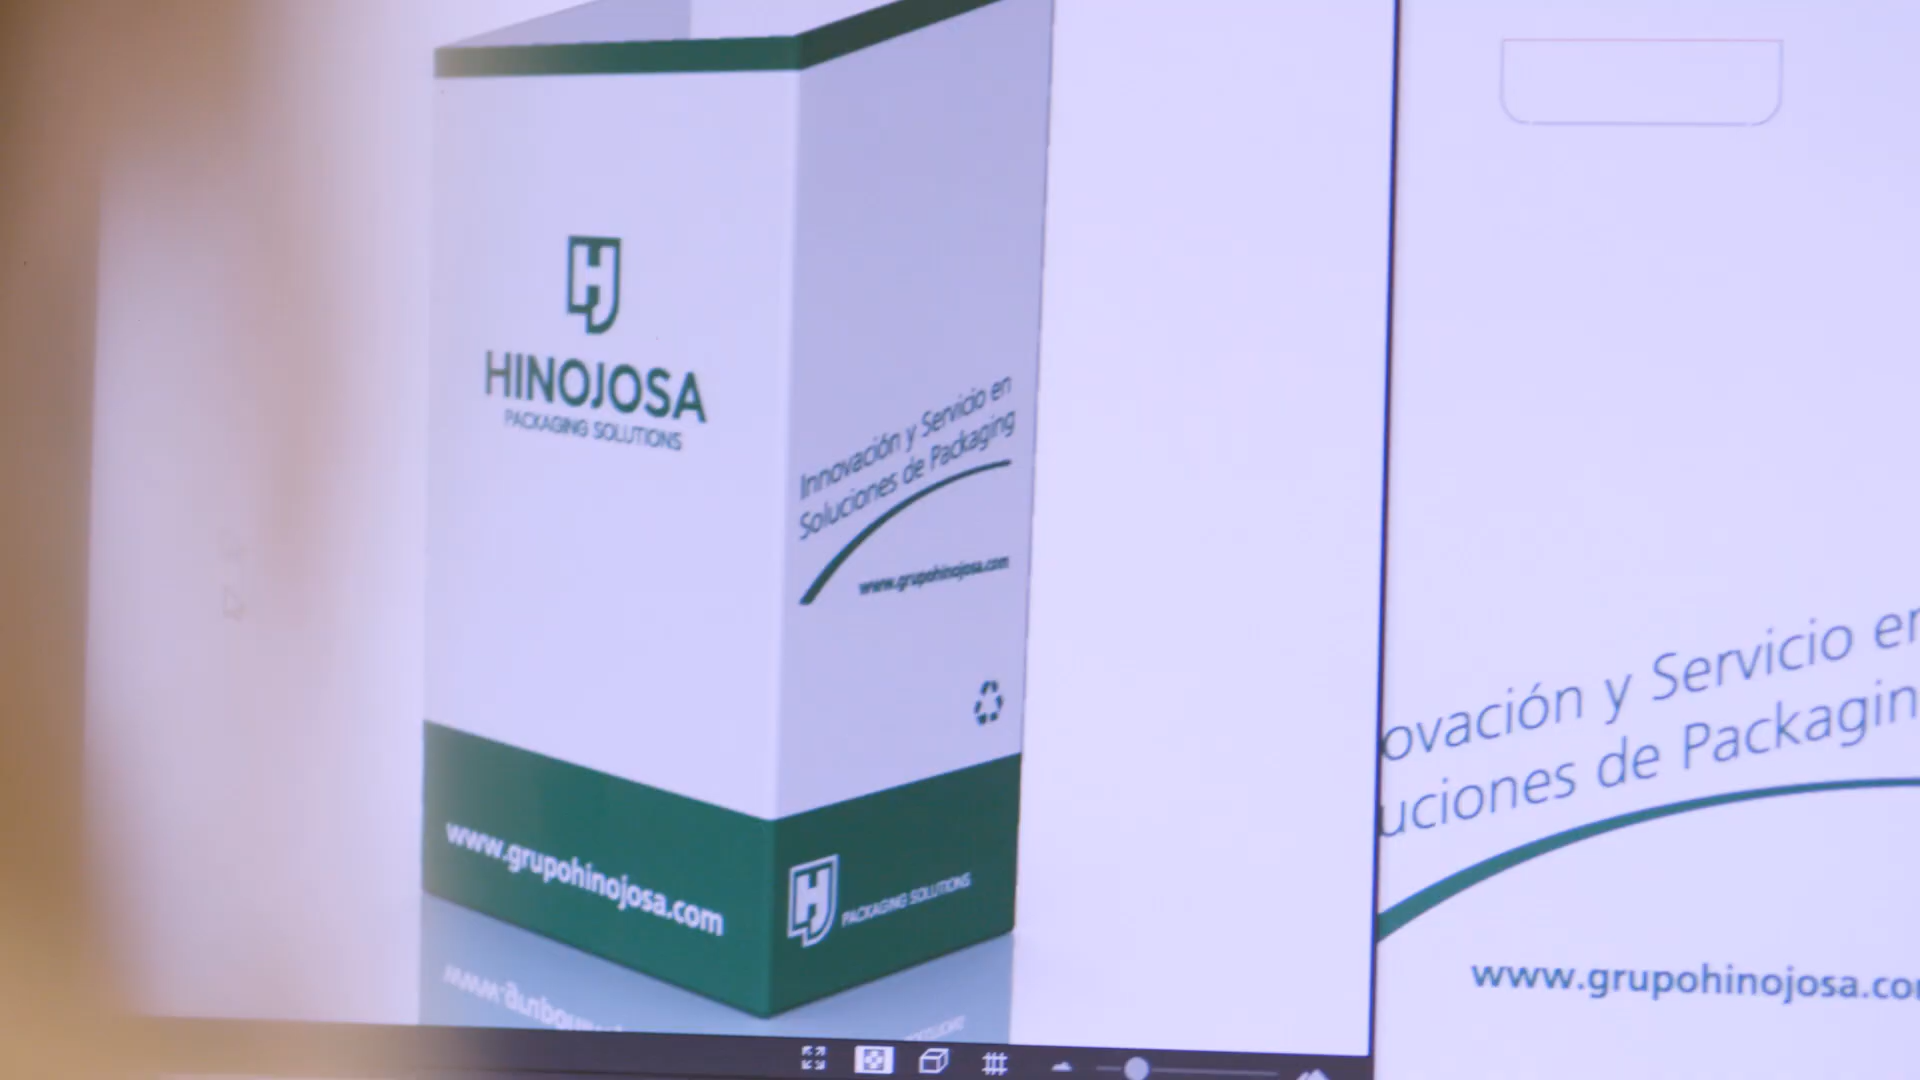 HINOJOSA
PACKAGING SOLUTIONS
Innovación y Servicio en
Soluciones de Packaging
www.grupohinojosa.com
www.grupohinojosa.com
HJ PACKAGING SOLUTIONS
ovación y Servicio en
uciones de Packagin
www.grupohinojosa.co